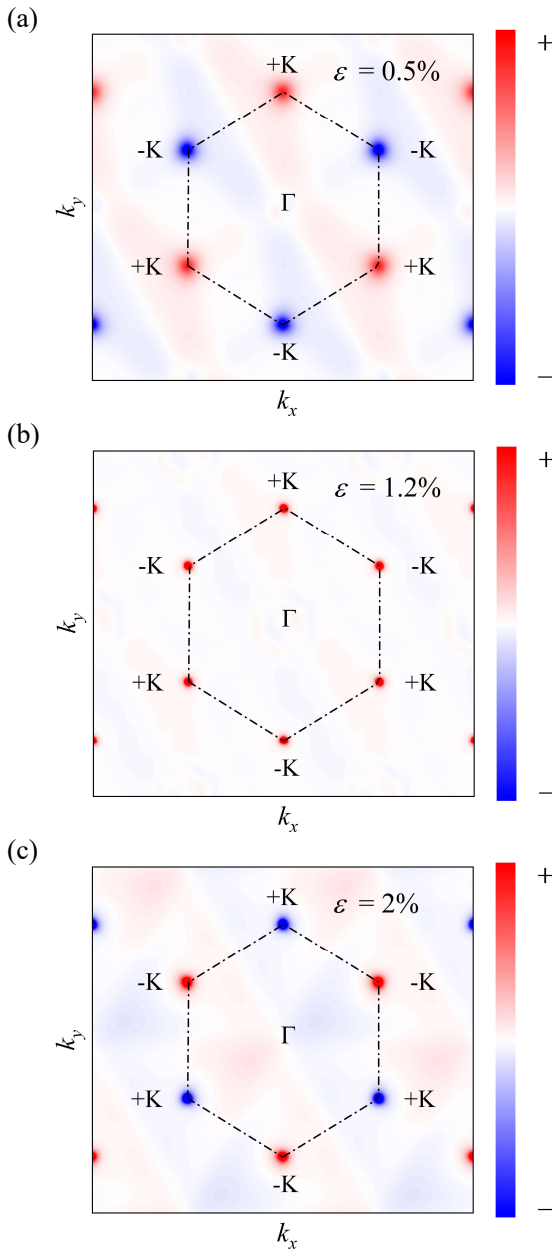 (a)
+K
ε = 0.5%
+
-K
-K
Γ
k_y
+K
+K
-K
−
k_x
(b)
+K
ε = 1.2%
+
-K
-K
Γ
k_y
+K
+K
-K
−
k_x
(c)
+K
ε = 2%
+
-K
-K
Γ
k_y
+K
+K
-K
−
k_x